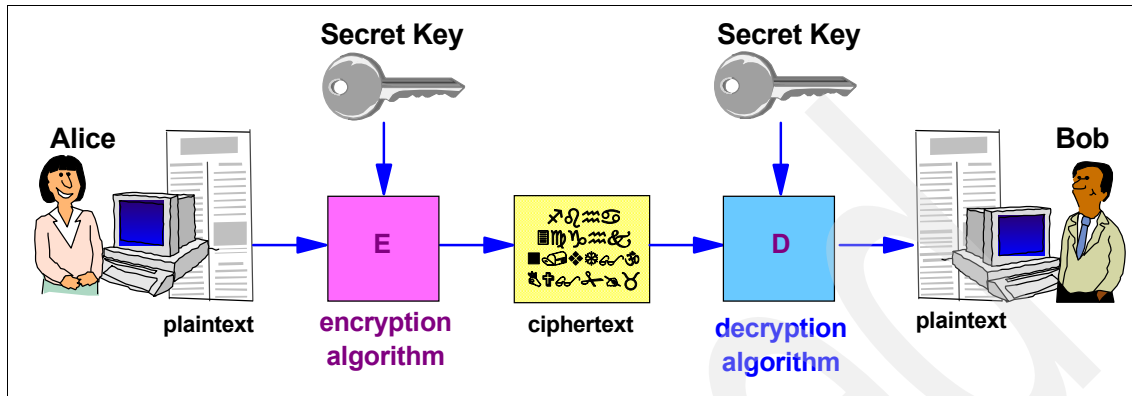 Secret Key
Secret Key
Alice
Bob
E
D
plaintext
encryption
algorithm
ciphertext
decryption
algorithm
plaintext